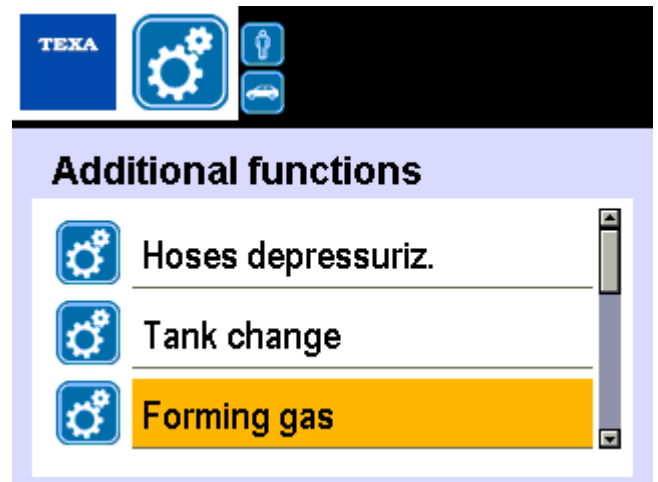 TEXA
Additional functions
Hoses depressuriz.
Tank change
Forming gas